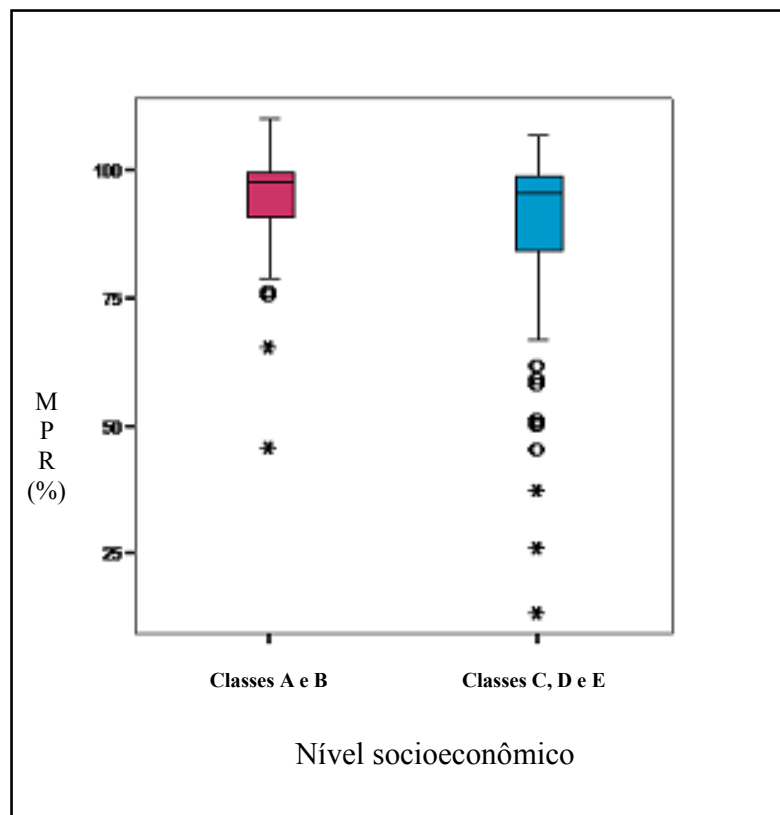 100
75
50
25
M
P
R
(%)
Classes A e B
Classes C, D e E
Nível socioeconômico